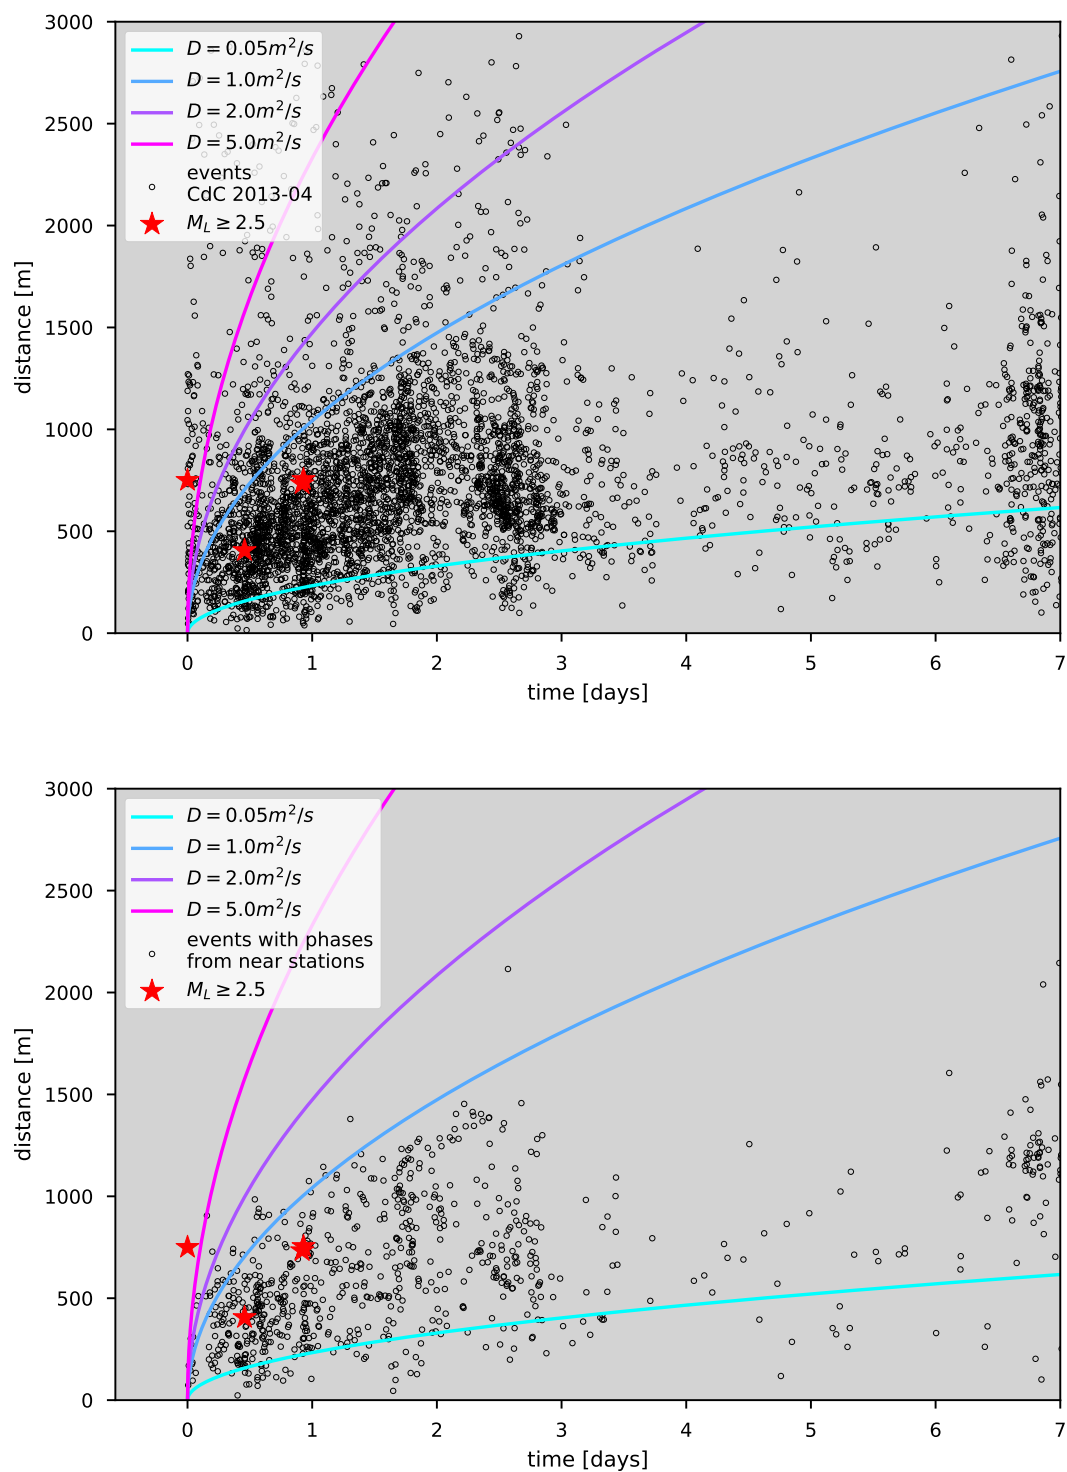 3000
2500
2000
1500
1000
500
0
distance [m]
D = 0.05m²/s
D = 1.0m²/s
D = 2.0m²/s
D = 5.0m²/s
events
CdC 2013-04
M_L ≥ 2.5
0 1 2 3 4 5 6 7
time [days]
3000
2500
2000
1500
1000
500
0
distance [m]
D = 0.05m²/s
D = 1.0m²/s
D = 2.0m²/s
D = 5.0m²/s
events with phases
from near stations
M_L ≥ 2.5
0 1 2 3 4 5 6 7
time [days]